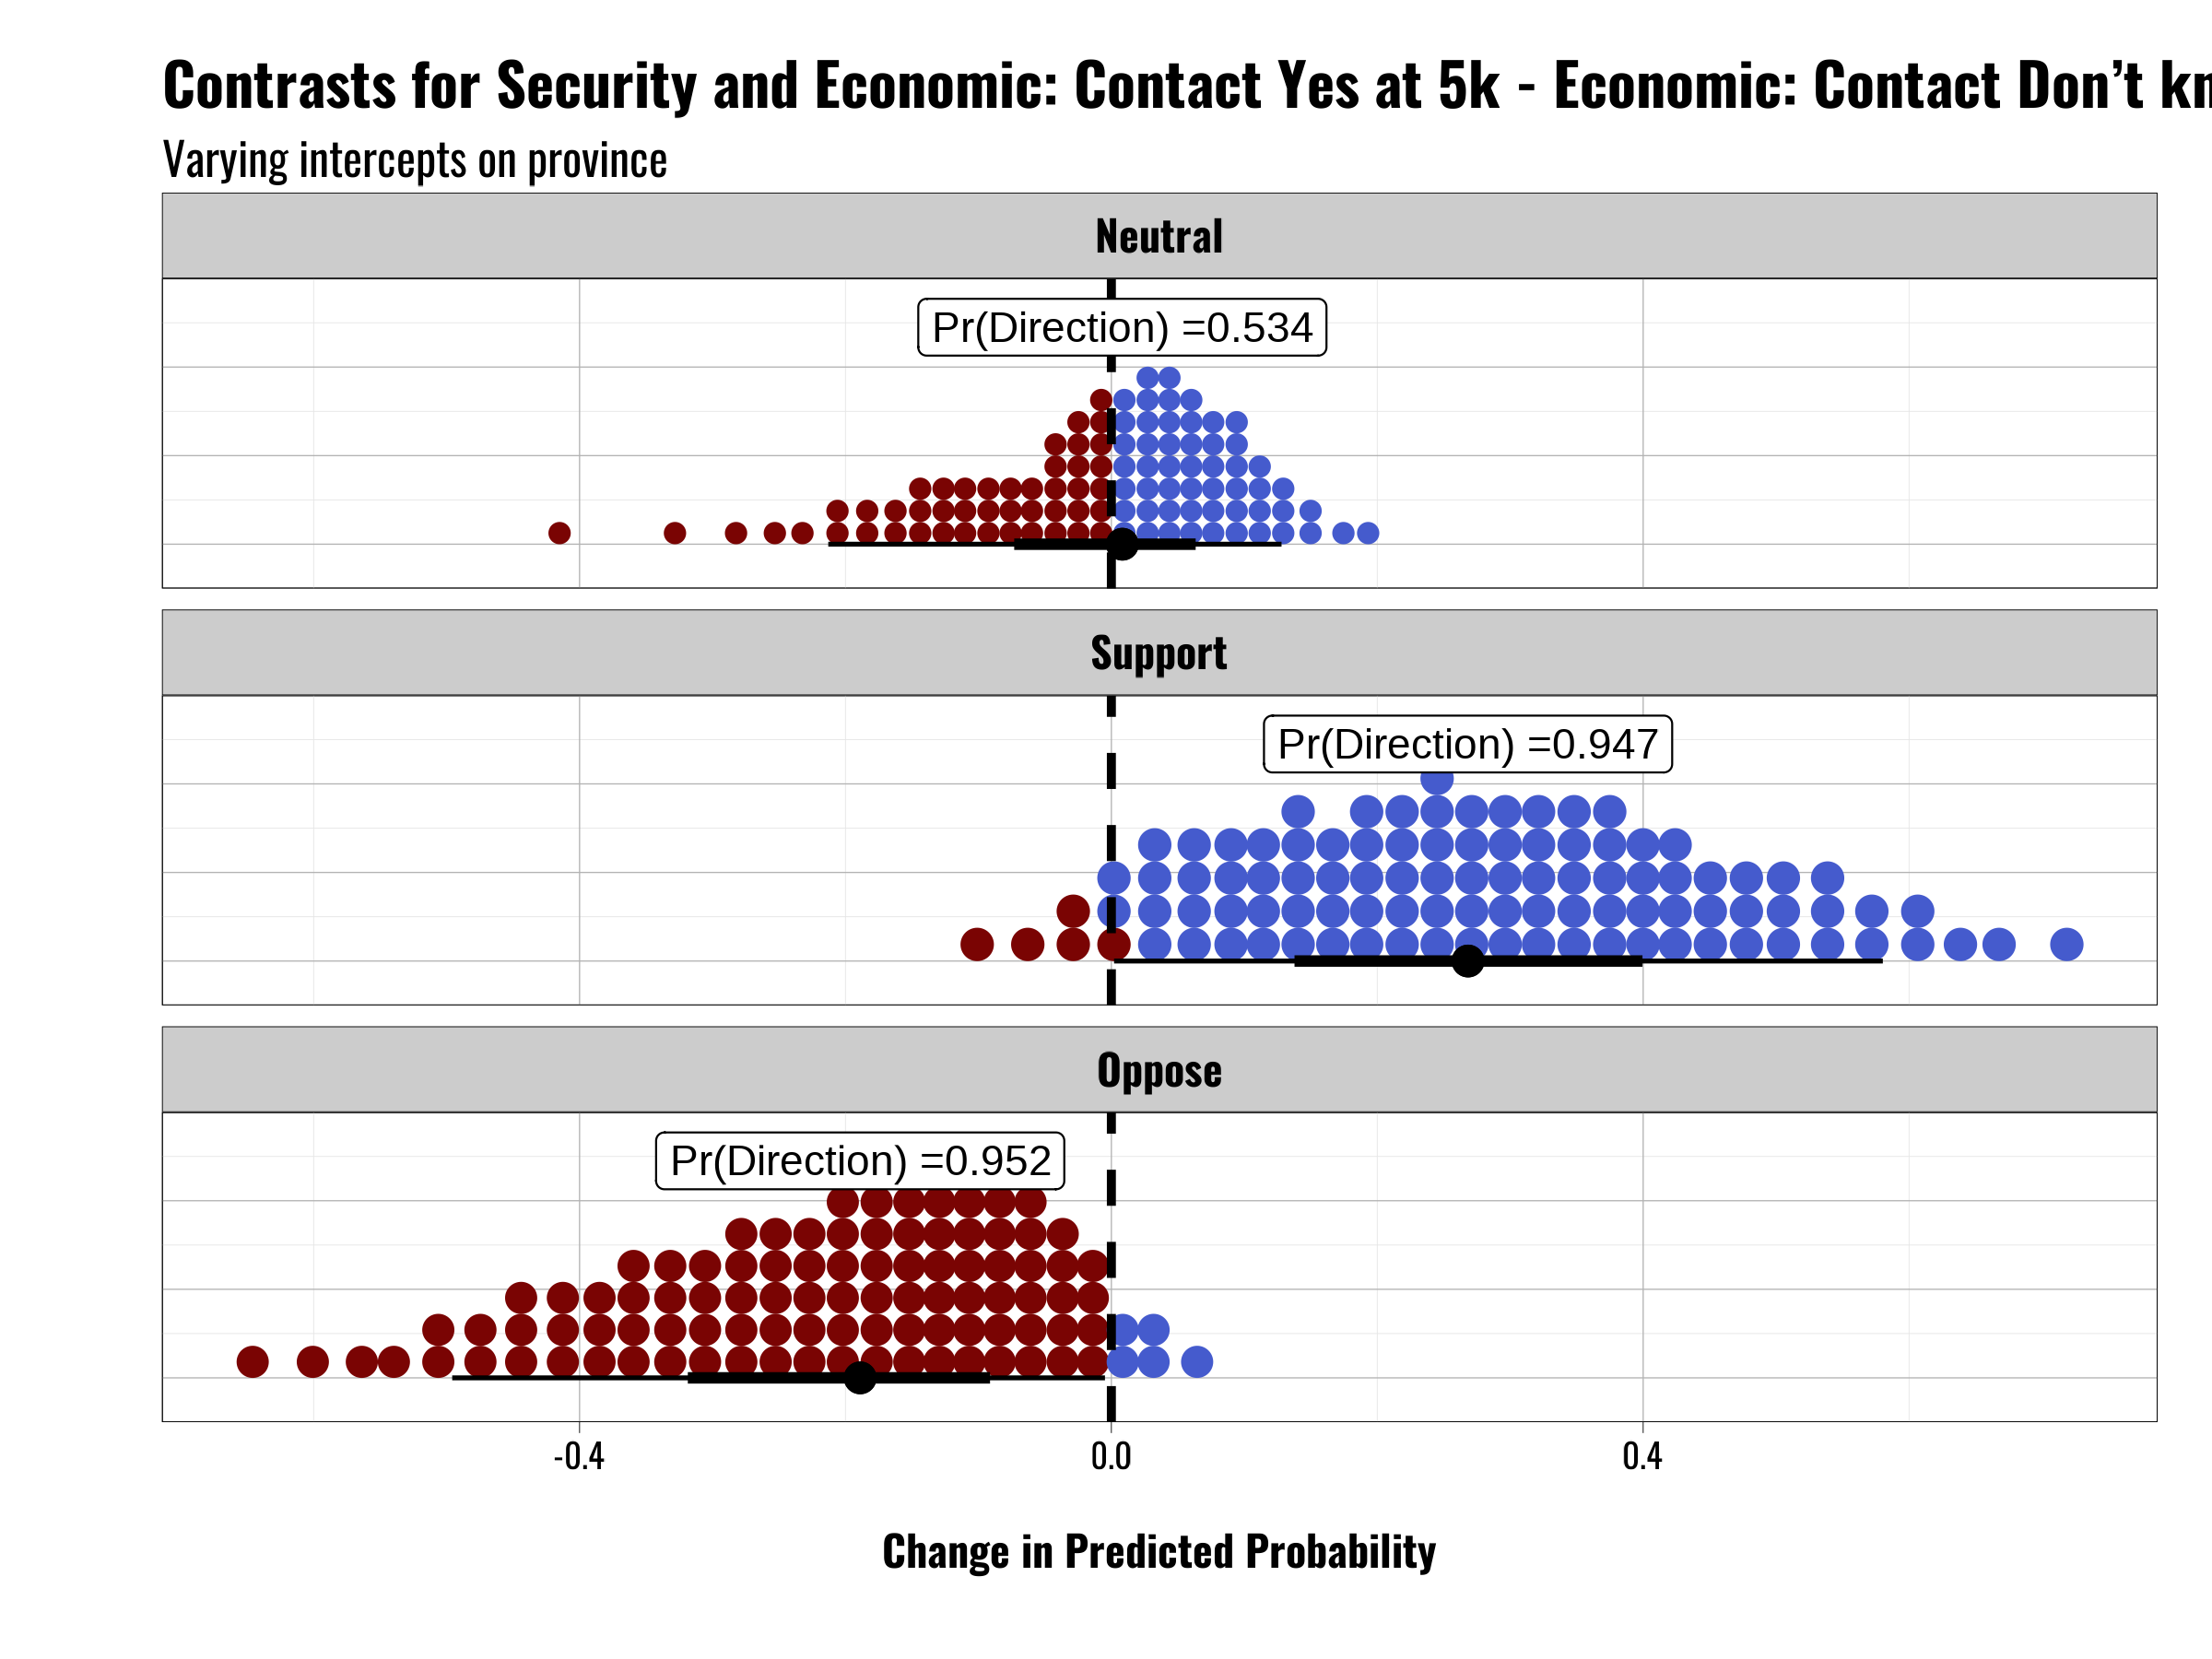 Contrasts for Security and Economic: Contact Yes at 5k - Economic: Contact Don’t
Varying intercepts on province
Neutral
Pr(Direction) =0.534
Support
Pr(Direction) =0.947
Oppose
Pr(Direction) =0.952
-0.4 0.0 0.4
Change in Predicted Probability